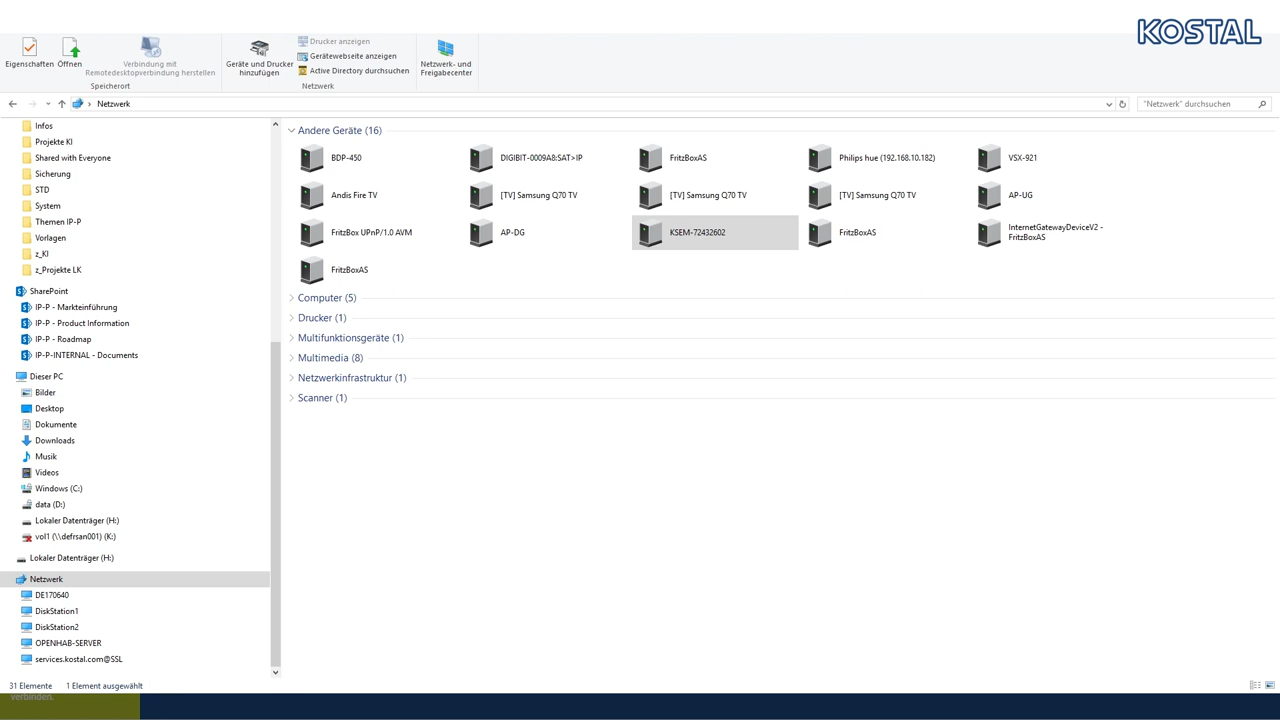 KOSTAL
Eigenschaften
Öffnen
Verbindung mit
Remotedesktopverbindung herstellen
Speicherort
Geräte und Drucker
hinzufügen
Drucker anzeigen
Gerätewebseite anzeigen
Active Directory durchsuchen
Netzwerk
Netzwerk- und
Freigabecenter
Netzwerk
"Netzwerk" durchsuchen
Infos
Projekte KI
Shared with Everyone
Sicherung
STD
System
Themen IP-P
Vorlagen
z_KI
z_Projekte LK
SharePoint
IP-P - Markteinführung
IP-P - Product Information
IP-P - Roadmap
IP-P-INTERNAL - Documents
Dieser PC
Bilder
Desktop
Dokumente
Downloads
Musik
Videos
Windows (C:)
data (D:)
Lokaler Datenträger (H:)
vol1 (\\defrsan001) (K:)
Lokaler Datenträger (H:)
Netzwerk
DE170640
DiskStation1
DiskStation2
OPENHAB-SERVER
services.kostal.com@SSL
Andere Geräte (16)
BDP-450
DIGIBIT-0009A8:SAT>IP
FritzBoxAS
Philips hue (192.168.10.182)
VSX-921
Andis Fire TV
[TV] Samsung Q70 TV
[TV] Samsung Q70 TV
[TV] Samsung Q70 TV
AP-UG
FritzBox UPnP/1.0 AVM
AP-DG
KSEM-72432602
FritzBoxAS
InternetGatewayDeviceV2 -
FritzBoxAS
FritzBoxAS
Computer (5)
Drucker (1)
Multifunktionsgeräte (1)
Multimedia (8)
Netzwerkinfrastruktur (1)
Scanner (1)
31 Elemente
1 Element ausgewählt
verbinden.